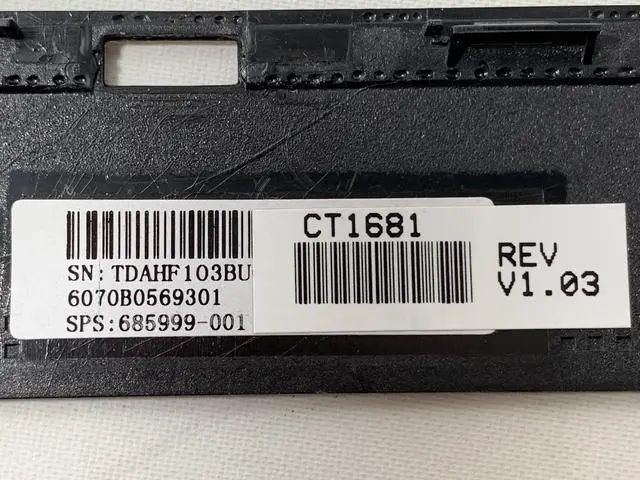 SN: TDAHF103BU
6070B0569301
SPS:685999-001
CT1681
REV
V1.03